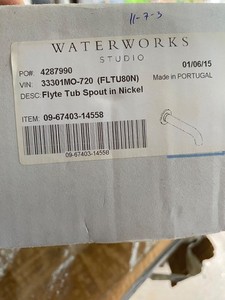 11-7-3
WATERWORKS
STUDIO
PO#: 4287990 01/06/15
VIN: 33301MO-720 (FLTU80N) Made in PORTUGAL
DESC: Flyte Tub Spout in Nickel
ITEM: 09-67403-14558
09-67403-14558